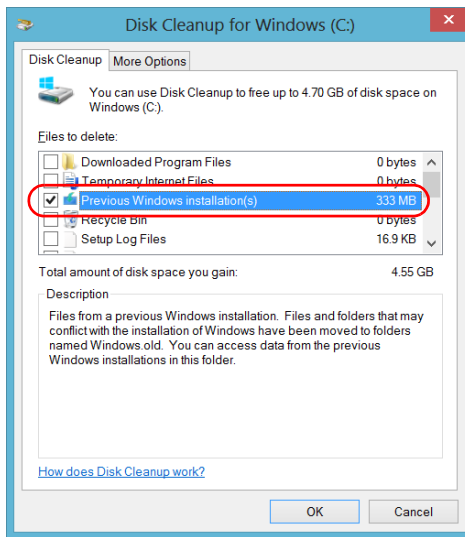 Disk Cleanup for Windows (C:)
Disk Cleanup
More Options
You can use Disk Cleanup to free up to 4.70 GB of disk space on
Windows (C:).
Files to delete:
Downloaded Program Files 0 bytes
Temporary Internet Files 0 bytes
Previous Windows installation(s) 333 MB
Recycle Bin 0 bytes
Setup Log Files 16.9 KB
Total amount of disk space you gain: 4.55 GB
Description
Files from a previous Windows installation. Files and folders that may
conflict with the installation of Windows have been moved to folders
named Windows.old. You can access data from the previous
Windows installations in this folder.
How does Disk Cleanup work?
OK Cancel